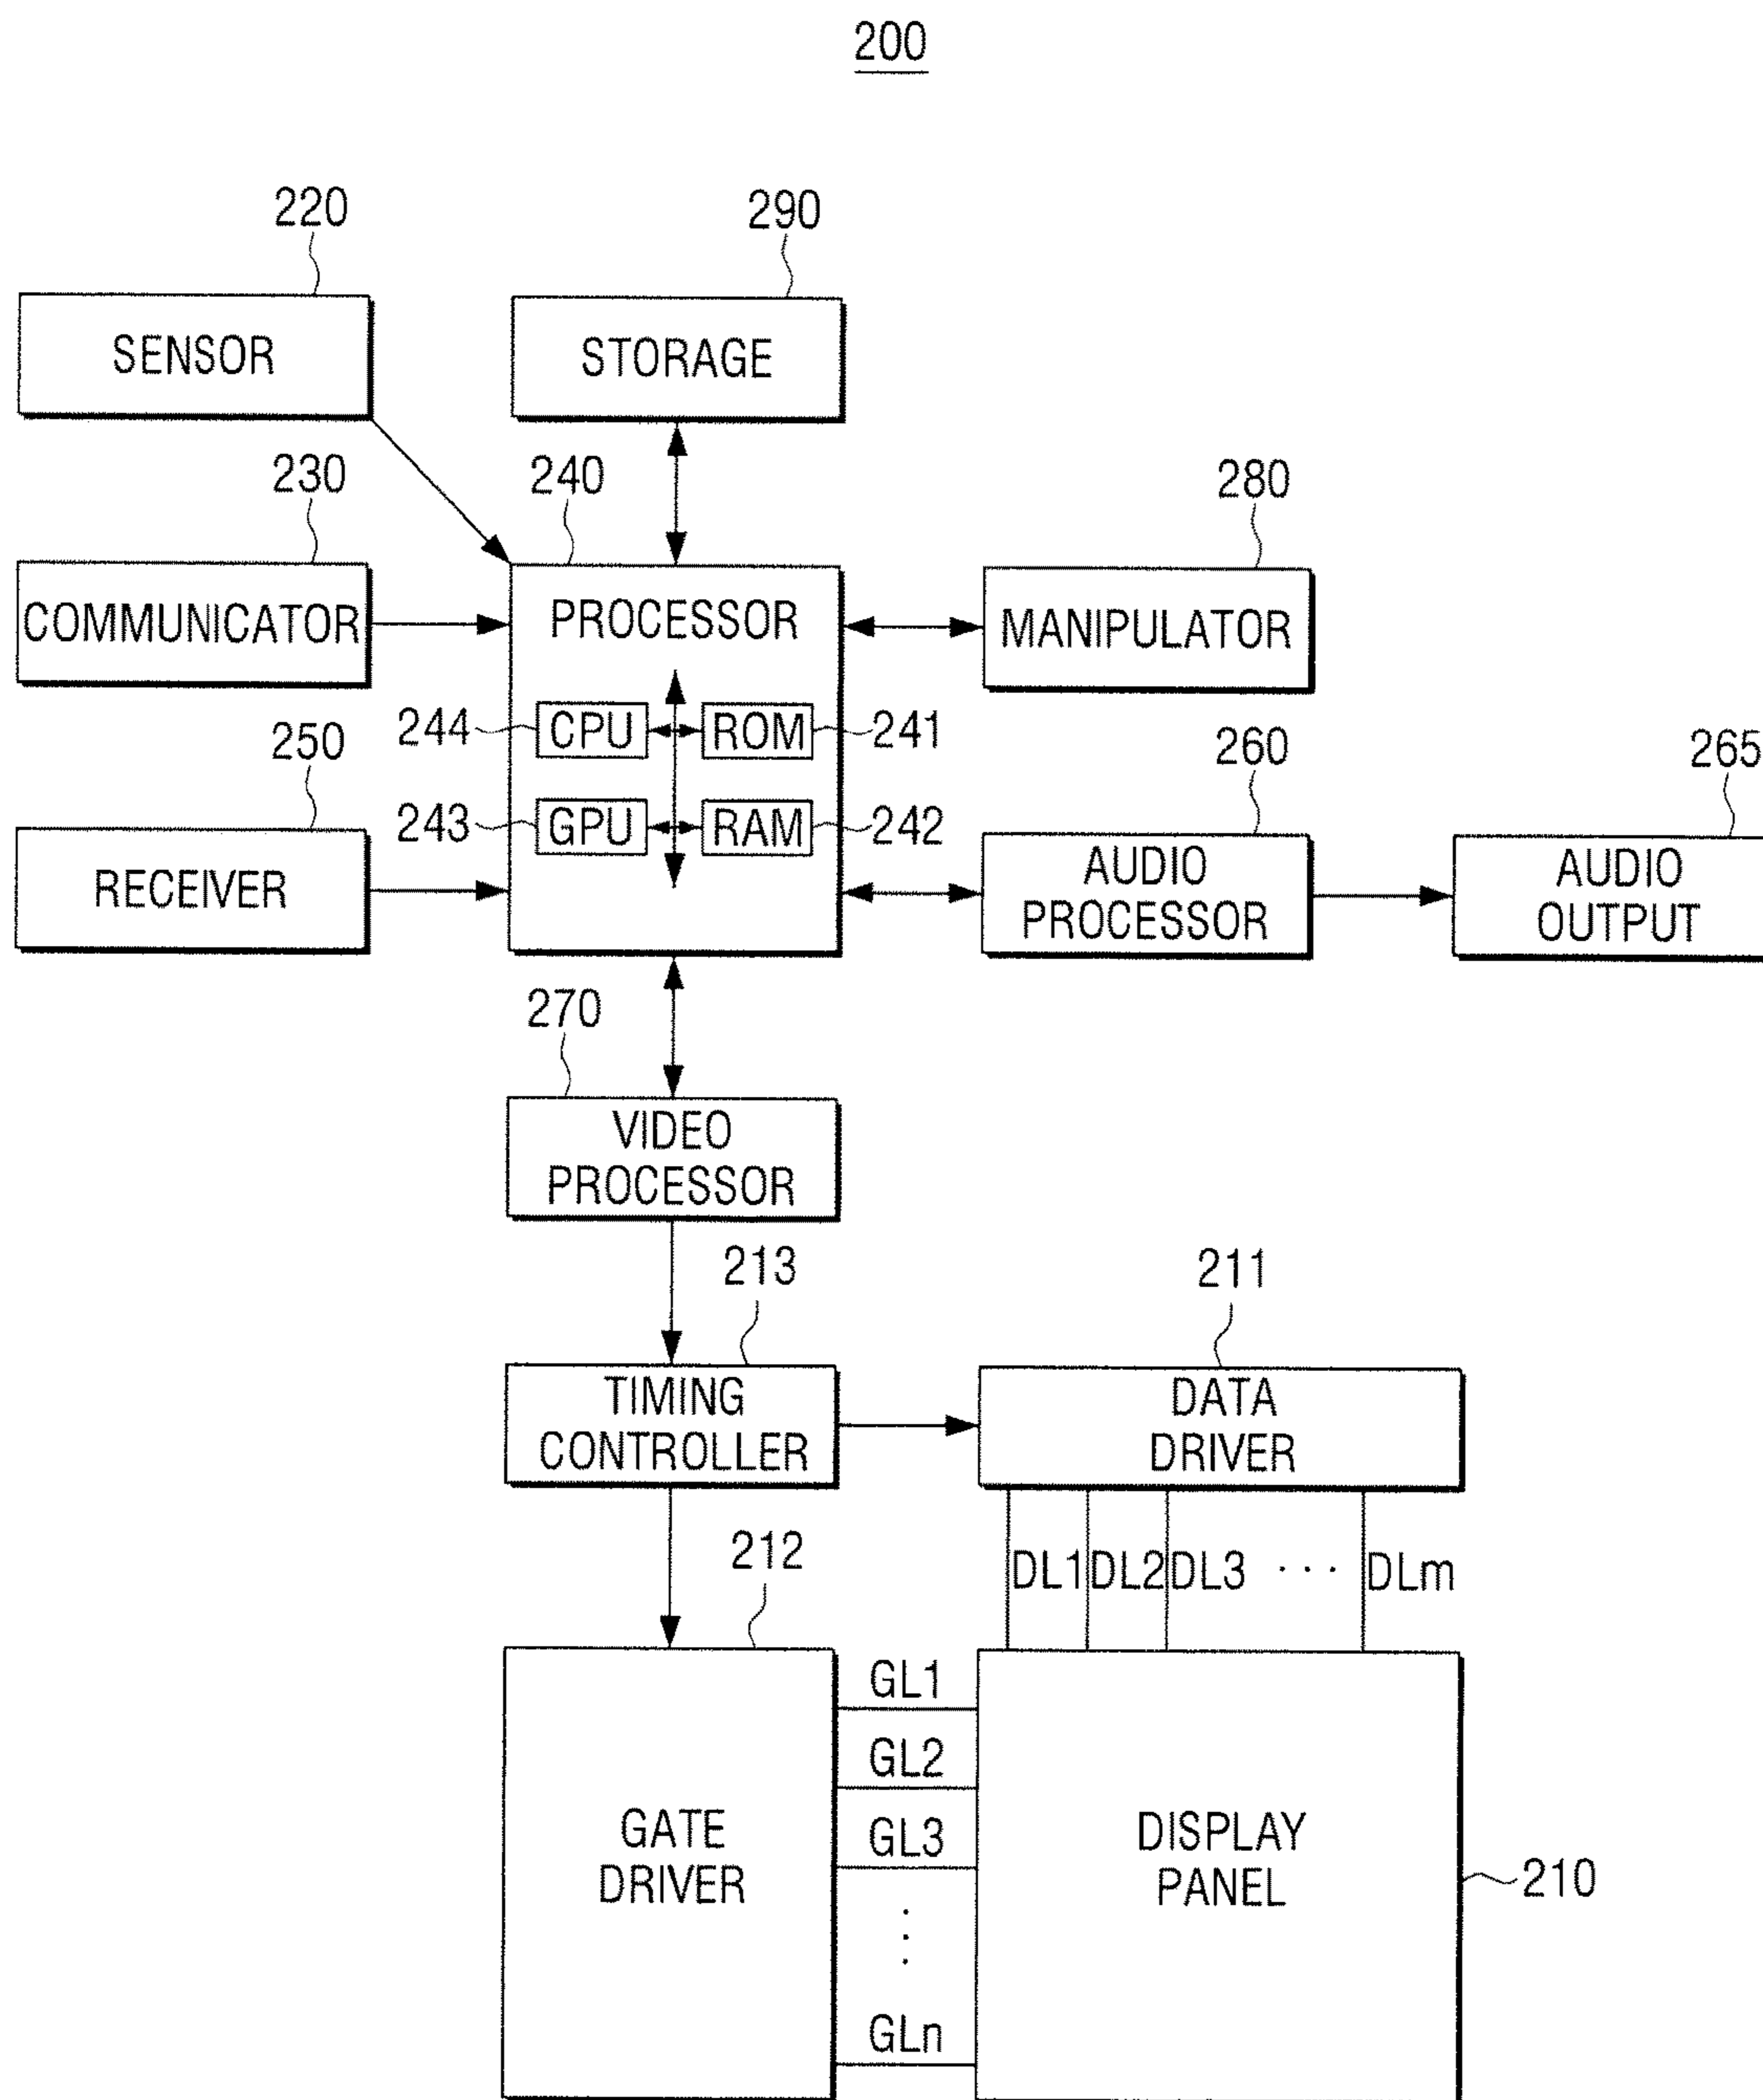 200
220
290
SENSOR
STORAGE
230
240
280
COMMUNICATOR
PROCESSOR
MANIPULATOR
244
CPU
ROM
241
250
260
265
243
GPU
RAM
242
RECEIVER
AUDIO
PROCESSOR
AUDIO
OUTPUT
270
VIDEO
PROCESSOR
213
211
TIMING
CONTROLLER
DATA
DRIVER
212
DL1 DL2 DL3 ··· DLm
GL1
GL2
GL3
⋮
GLn
GATE
DRIVER
DISPLAY
PANEL
210